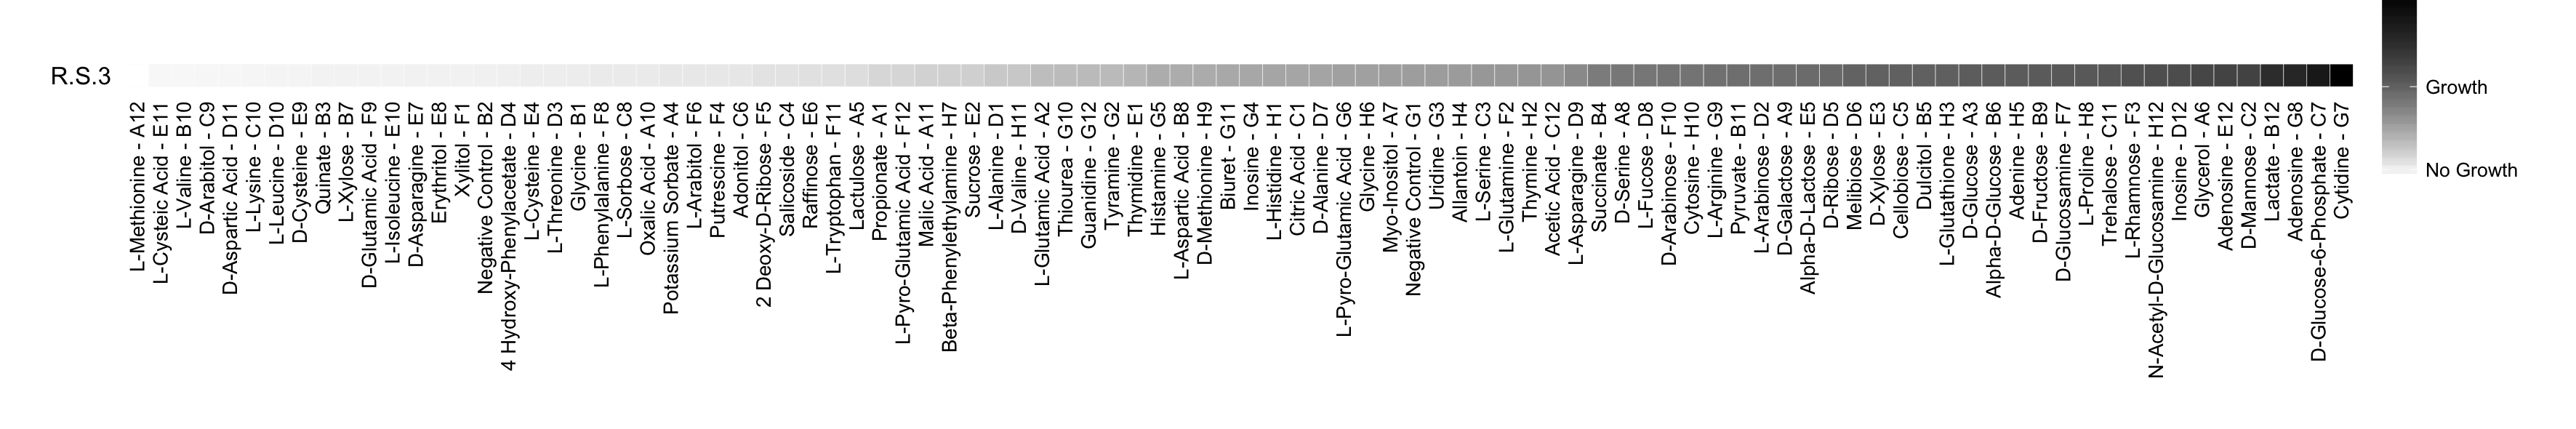 R.S.3
L-Methionine - A12
L-Cysteic Acid - E11
L-Valine - B10
D-Arabitol - C9
D-Aspartic Acid - D11
L-Lysine - C10
L-Leucine - D10
D-Cysteine - E9
Quinate - B3
L-Xylose - B7
D-Glutamic Acid - F9
L-Isoleucine - E10
D-Asparagine - E7
Erythritol - E8
Xylitol - F1
Negative Control - B2
4 Hydroxy-Phenylacetate - D4
L-Cysteine - E4
L-Threonine - D3
Glycine - B1
L-Phenylalanine - F8
L-Sorbose - C8
Oxalic Acid - A10
Potassium Sorbate - A4
L-Arabitol - F6
Putrescine - F4
Adonitol - C6
2 Deoxy-D-Ribose - F5
Salicoside - C4
Raffinose - E6
L-Tryptophan - F11
Lactulose - A5
Propionate - A1
L-Pyro-Glutamic Acid - F12
Malic Acid - A11
Beta-Phenylethylamine - H7
Sucrose - E2
L-Alanine - D1
D-Valine - H11
L-Glutamic Acid - A2
Thiourea - G10
Guanidine - G12
Tyramine - G2
Thymidine - E1
Histamine - G5
L-Aspartic Acid - B8
D-Methionine - H9
Biuret - G11
Inosine - G4
L-Histidine - H1
Citric Acid - C1
D-Alanine - D7
L-Pyro-Glutamic Acid - G6
Glycine - H6
Myo-Inositol - A7
Negative Control - G1
Uridine - G3
Allantoin - H4
L-Serine - C3
L-Glutamine - F2
Thymine - H2
Acetic Acid - C12
L-Asparagine - D9
Succinate - B4
D-Serine - A8
L-Fucose - D8
D-Arabinose - F10
Cytosine - H10
L-Arginine - G9
Pyruvate - B11
L-Arabinose - D2
D-Galactose - A9
Alpha-D-Lactose - E5
D-Ribose - D5
Melibiose - D6
D-Xylose - E3
Cellobiose - C5
Dulcitol - B5
L-Glutathione - H3
D-Glucose - A3
Alpha-D-Glucose - B6
Adenine - H5
D-Fructose - B9
D-Glucosamine - F7
L-Proline - H8
Trehalose - C11
L-Rhamnose - F3
N-Acetyl-D-Glucosamine - H12
Inosine - D12
Glycerol - A6
Adenosine - E12
D-Mannose - C2
Lactate - B12
Adenosine - G8
D-Glucose-6-Phosphate - C7
Cytidine - G7
Growth
No Growth